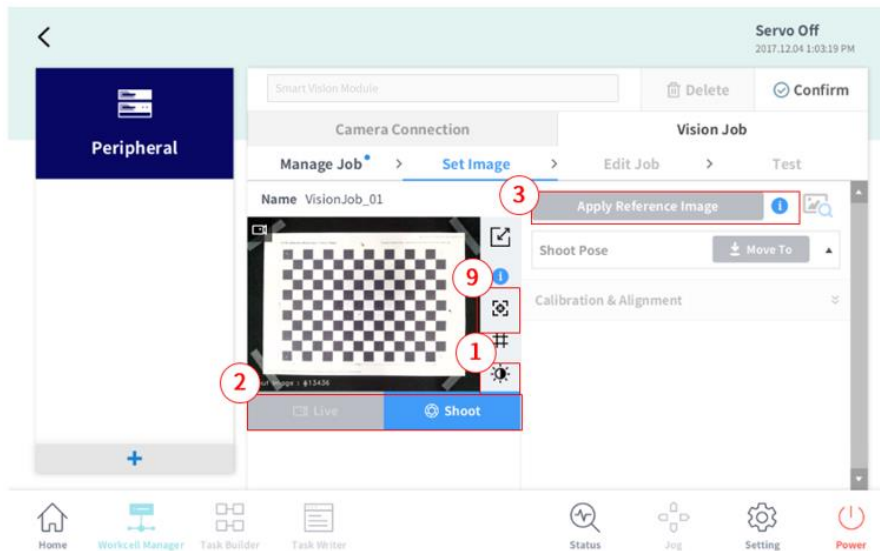 Servo Off
2017.12.04 1:03:19 PM
Peripheral
Smart Vision Module
Delete
Confirm
Camera Connection
Vision Job
Manage Job
>
Set Image
>
Edit Job
>
Test
Name VisionJob_01
3
Apply Reference Image
i
Shoot Pose
Move To
9
i
Calibration & Alignment
1
2
: #13436
Live
Shoot
+
Home
Workcell Manager
Task Builder
Task Writer
Status
Jog
Setting
Power